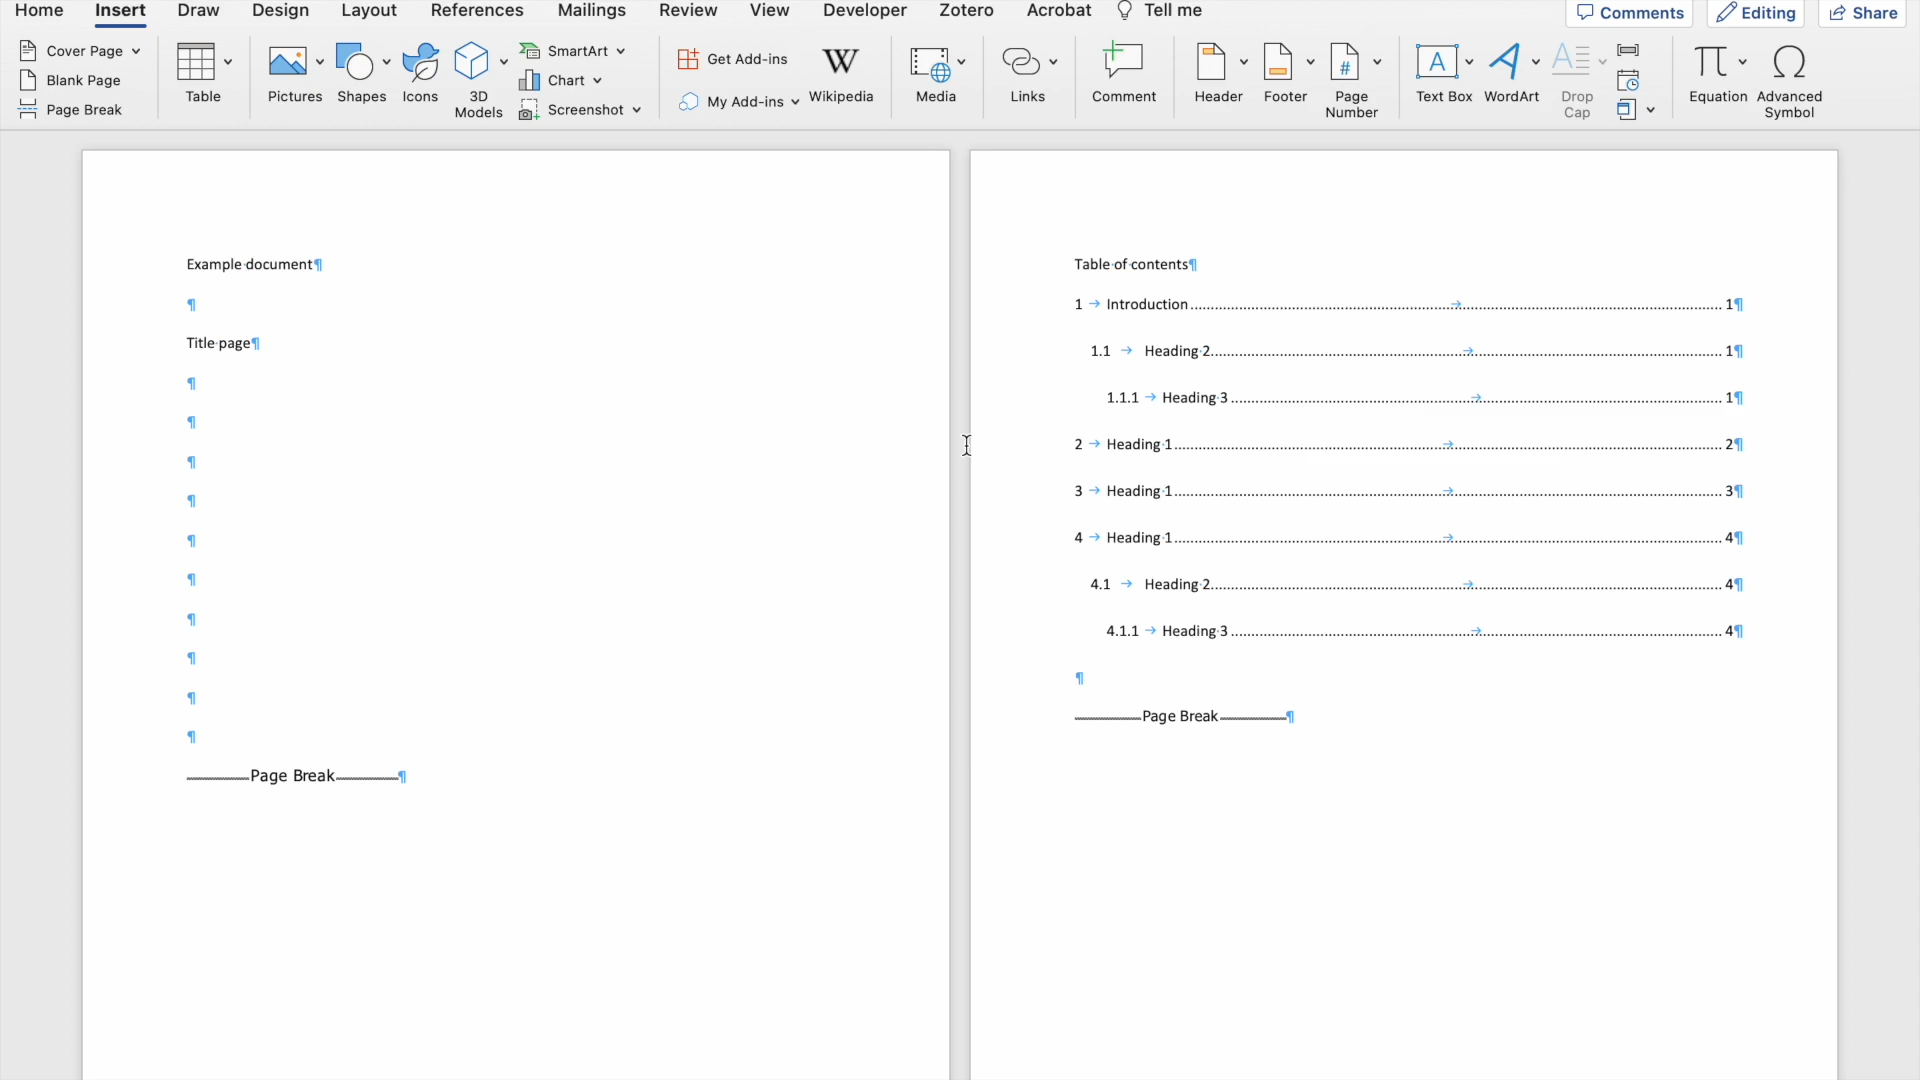 Home Insert Draw Design Layout References Mailings Review View Developer Zotero Acrobat Tell me Comments Editing Share
Cover Page
Blank Page
Page Break
Table
Pictures
Shapes
Icons
3D
Models
SmartArt
Chart
Screenshot
Get Add-ins
My Add-ins
W
Wikipedia
Media
Links
Comment
Header
Footer
#
Page
Number
A
Text Box
A
WordArt
A
Drop
Cap
π
Equation
Ω
Advanced
Symbol
Example·document¶
¶
Title·page¶
¶
¶
¶
¶
¶
¶
¶
¶
¶
¶
Page Break¶
Table·of·contents¶
1 → Introduction → 1¶
1.1 → Heading·2 → 1¶
1.1.1 → Heading·3 → 1¶
2 → Heading·1 → 2¶
3 → Heading·1 → 3¶
4 → Heading·1 → 4¶
4.1 → Heading·2 → 4¶
4.1.1 → Heading·3 → 4¶
¶
Page Break¶